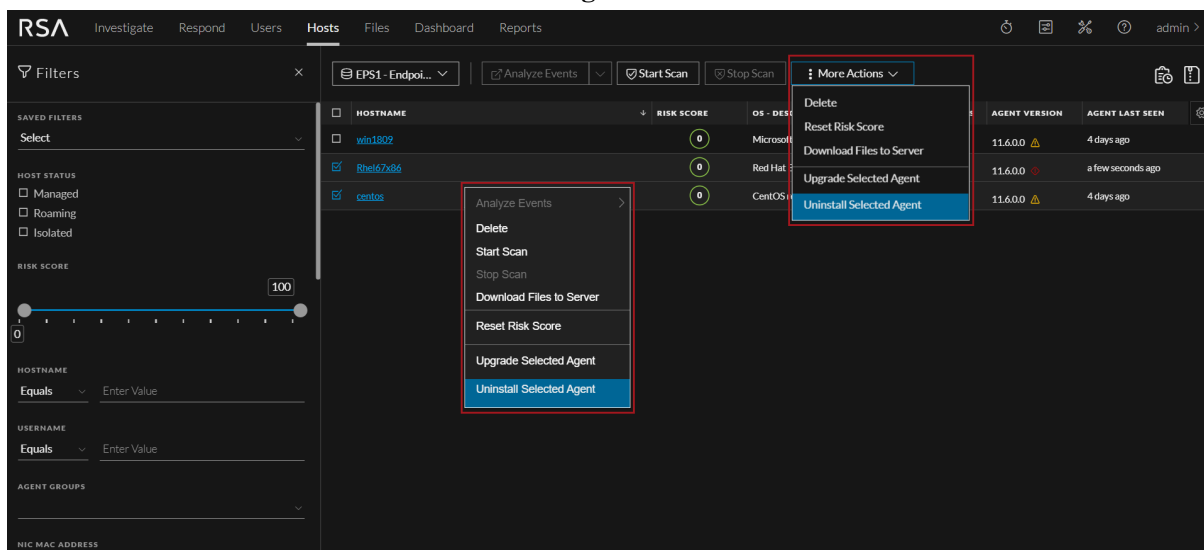 RSA Investigate Respond Users Hosts Files Dashboard Reports admin >
Filters ×
EPS1 - Endpoi... Analyze Events Start Scan Stop Scan More Actions
SAVED FILTERS
Select
HOST STATUS
Managed
Roaming
Isolated
RISK SCORE
100
0
HOSTNAME
Equals Enter Value
USERNAME
Equals Enter Value
AGENT GROUPS
NIC MAC ADDRESS
HOSTNAME RISK SCORE OS - DES AGENT VERSION AGENT LAST SEEN
win1809 0 Microsoft 11.6.0.0 4 days ago
Rhel67x86 0 Red Hat 11.6.0.0 a few seconds ago
centos 0 CentOS 11.6.0.0 4 days ago
Analyze Events >
Delete
Start Scan
Stop Scan
Download Files to Server
Reset Risk Score
Upgrade Selected Agent
Uninstall Selected Agent
Delete
Reset Risk Score
Download Files to Server
Upgrade Selected Agent
Uninstall Selected Agent